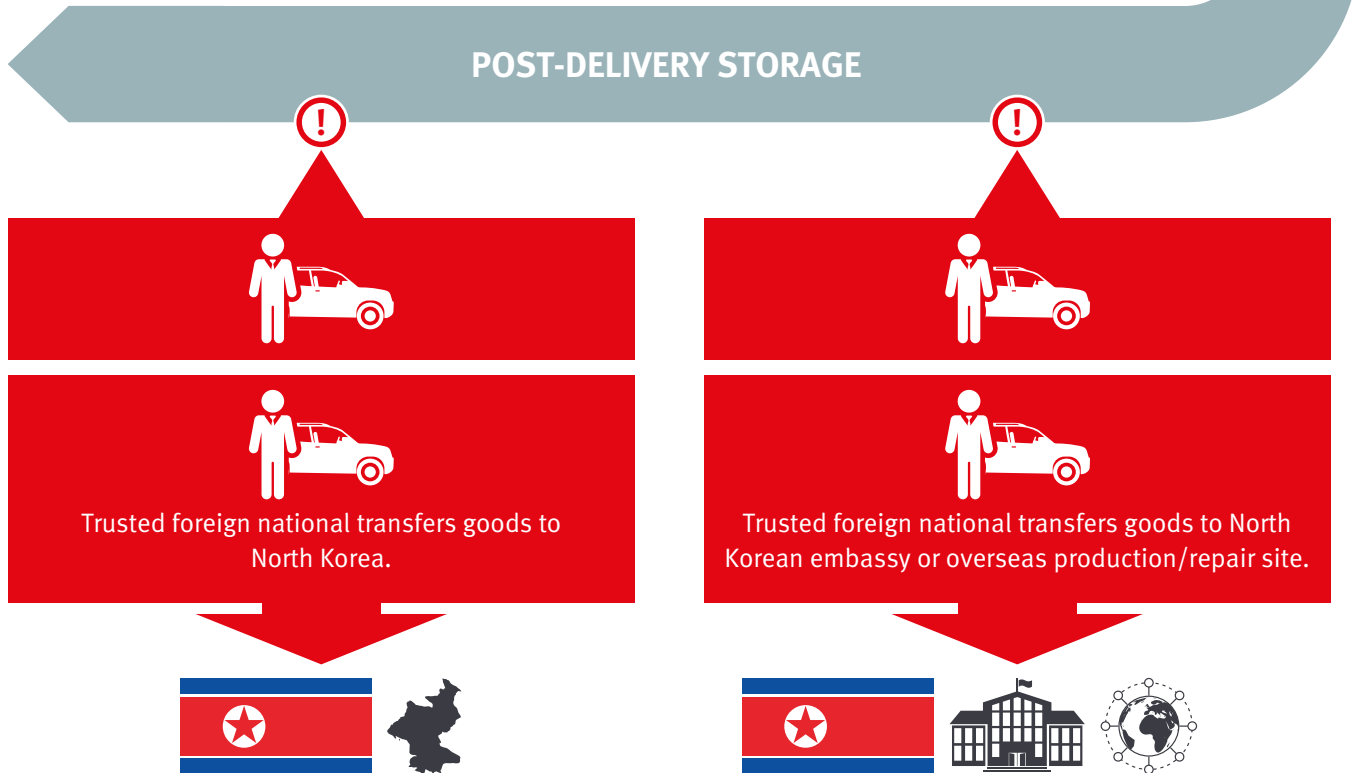 POST-DELIVERY STORAGE
!
!
Trusted foreign national transfers goods to
North Korea.
Trusted foreign national transfers goods to North
Korean embassy or overseas production/repair site.